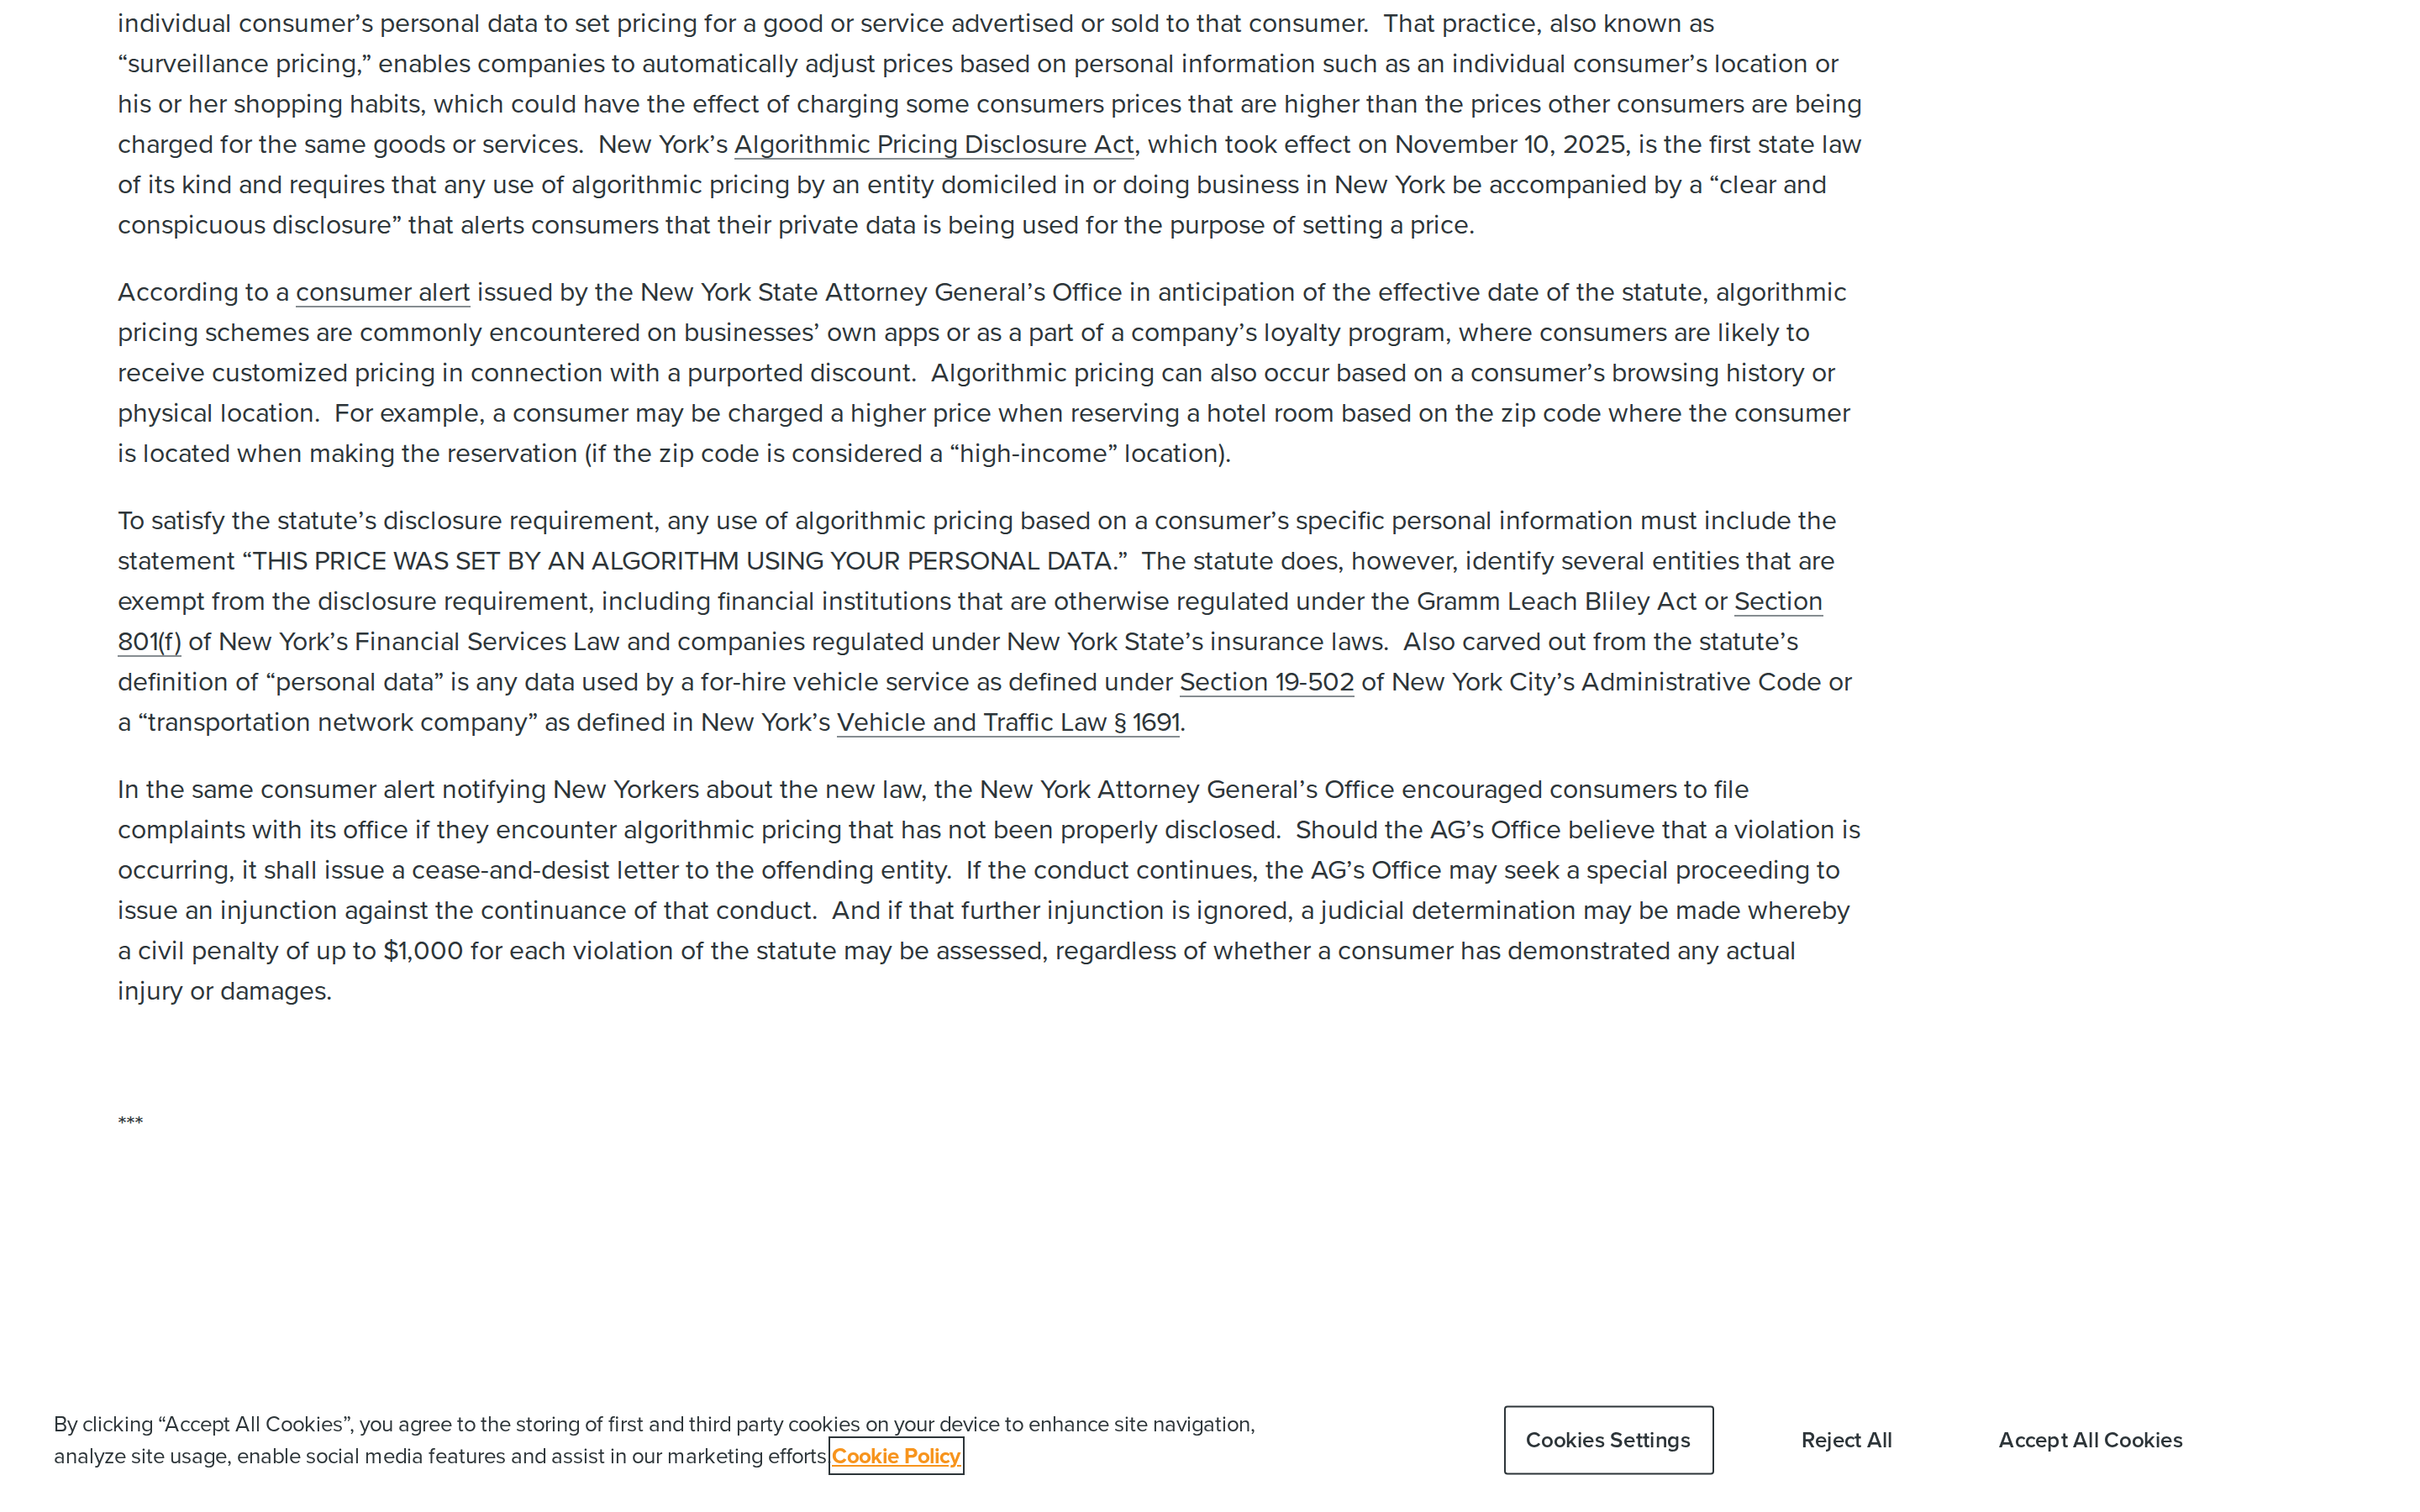 individual consumer’s personal data to set pricing for a good or service advertised or sold to that consumer.  That practice, also known as
“surveillance pricing,” enables companies to automatically adjust prices based on personal information such as an individual consumer’s location or
his or her shopping habits, which could have the effect of charging some consumers prices that are higher than the prices other consumers are being
charged for the same goods or services.  New York’s Algorithmic Pricing Disclosure Act, which took effect on November 10, 2025, is the first state law
of its kind and requires that any use of algorithmic pricing by an entity domiciled in or doing business in New York be accompanied by a “clear and
conspicuous disclosure” that alerts consumers that their private data is being used for the purpose of setting a price.
According to a consumer alert issued by the New York State Attorney General’s Office in anticipation of the effective date of the statute, algorithmic
pricing schemes are commonly encountered on businesses’ own apps or as a part of a company’s loyalty program, where consumers are likely to
receive customized pricing in connection with a purported discount.  Algorithmic pricing can also occur based on a consumer’s browsing history or
physical location.  For example, a consumer may be charged a higher price when reserving a hotel room based on the zip code where the consumer
is located when making the reservation (if the zip code is considered a “high-income” location).
To satisfy the statute’s disclosure requirement, any use of algorithmic pricing based on a consumer’s specific personal information must include the
statement “THIS PRICE WAS SET BY AN ALGORITHM USING YOUR PERSONAL DATA.”  The statute does, however, identify several entities that are
exempt from the disclosure requirement, including financial institutions that are otherwise regulated under the Gramm Leach Bliley Act or Section
801(f) of New York’s Financial Services Law and companies regulated under New York State’s insurance laws.  Also carved out from the statute’s
definition of “personal data” is any data used by a for-hire vehicle service as defined under Section 19-502 of New York City’s Administrative Code or
a “transportation network company” as defined in New York’s Vehicle and Traffic Law § 1691.
In the same consumer alert notifying New Yorkers about the new law, the New York Attorney General’s Office encouraged consumers to file
complaints with its office if they encounter algorithmic pricing that has not been properly disclosed.  Should the AG’s Office believe that a violation is
occurring, it shall issue a cease-and-desist letter to the offending entity.  If the conduct continues, the AG’s Office may seek a special proceeding to
issue an injunction against the continuance of that conduct.  And if that further injunction is ignored, a judicial determination may be made whereby
a civil penalty of up to $1,000 for each violation of the statute may be assessed, regardless of whether a consumer has demonstrated any actual
injury or damages.
***
By clicking “Accept All Cookies”, you agree to the storing of first and third party cookies on your device to enhance site navigation,
analyze site usage, enable social media features and assist in our marketing efforts Cookie Policy
Cookies Settings
Reject All
Accept All Cookies